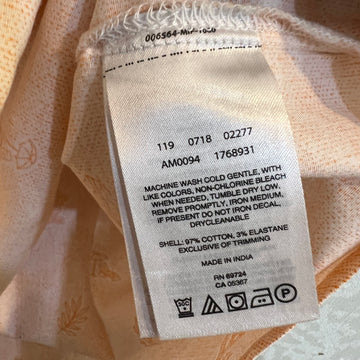 119 0718 02277
AM0094 1768931
MACHINE WASH COLD GENTLE, WITH
LIKE COLORS, NON-CHLORINE BLEACH
WHEN NEEDED, TUMBLE DRY LOW,
REMOVE PROMPTLY, IRON MEDIUM,
IF PRESENT DO NOT IRON DECAL,
DRYCLEANABLE
SHELL: 97% COTTON, 3% ELASTANE
EXCLUSIVE OF TRIMMING
MADE IN INDIA
RN 69724
CA 05367